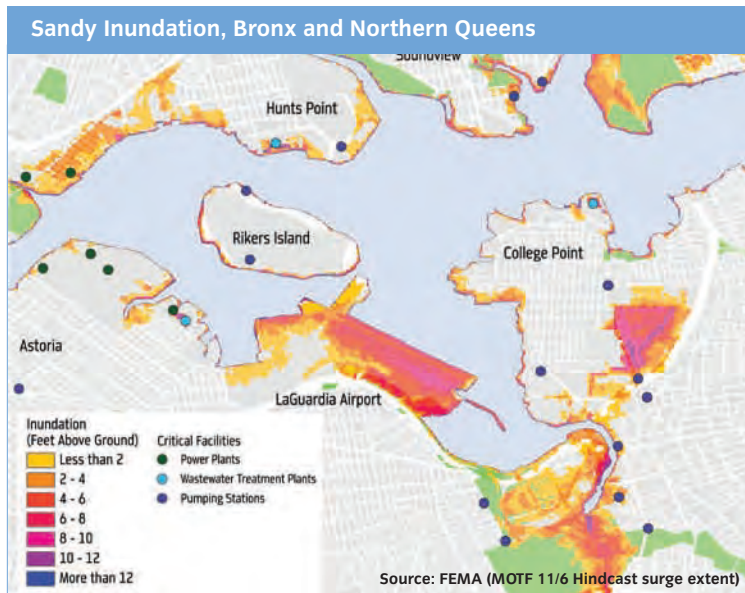 Sandy Inundation, Bronx and Northern Queens
Soundview
Hunts Point
Rikers Island
College Point
Astoria
LaGuardia Airport
Inundation
(Feet Above Ground)
Less than 2
2 - 4
4 - 6
6 - 8
8 - 10
10 - 12
More than 12
Critical Facilities
Power Plants
Wastewater Treatment Plants
Pumping Stations
Source: FEMA (MOTF 11/6 Hindcast surge extent)